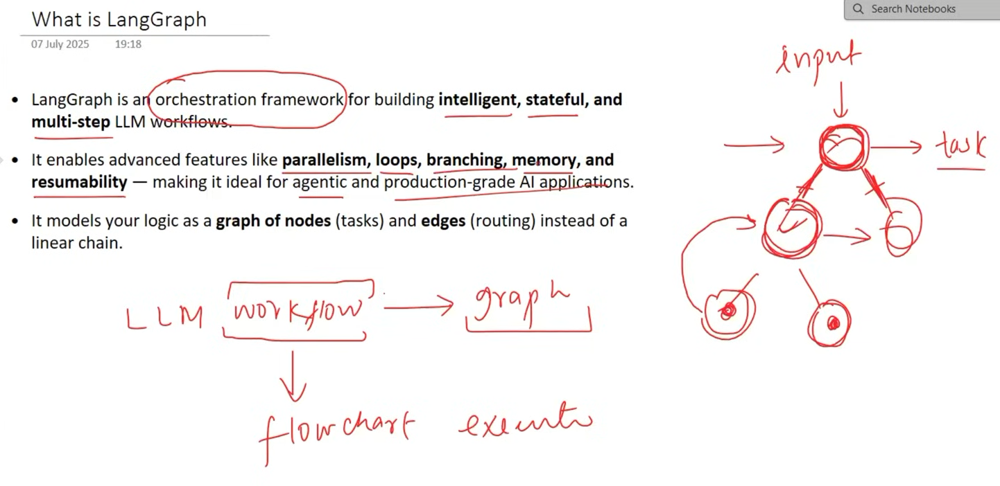 What is LangGraph
Search Notebooks
07 July 2025 19:18
• LangGraph is an orchestration framework for building intelligent, stateful, and
multi-step LLM workflows.
• It enables advanced features like parallelism, loops, branching, memory, and
resumability — making it ideal for agentic and production-grade AI applications.
• It models your logic as a graph of nodes (tasks) and edges (routing) instead of a
linear chain.
input
task
LLM workflow → graph
flowchart